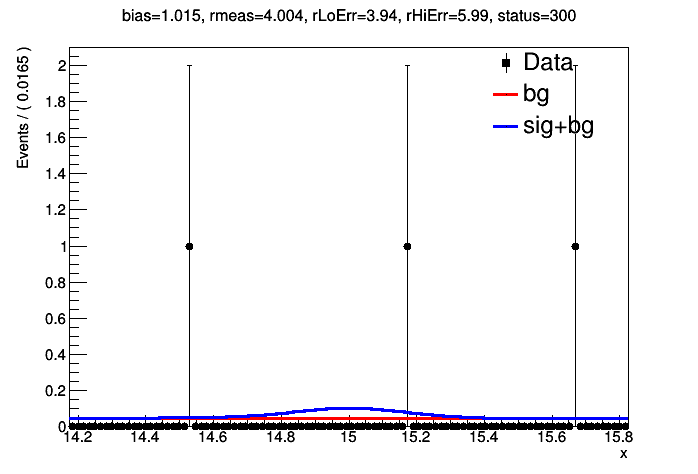 bias=1.015, rmeas=4.004, rLoErr=3.94, rHiErr=5.99, status=300
Events / ( 0.0165 )
2
1.8
1.6
1.4
1.2
1
0.8
0.6
0.4
0.2
0
Data
bg
sig+bg
14.2 14.4 14.6 14.8 15 15.2 15.4 15.6 15.8
x